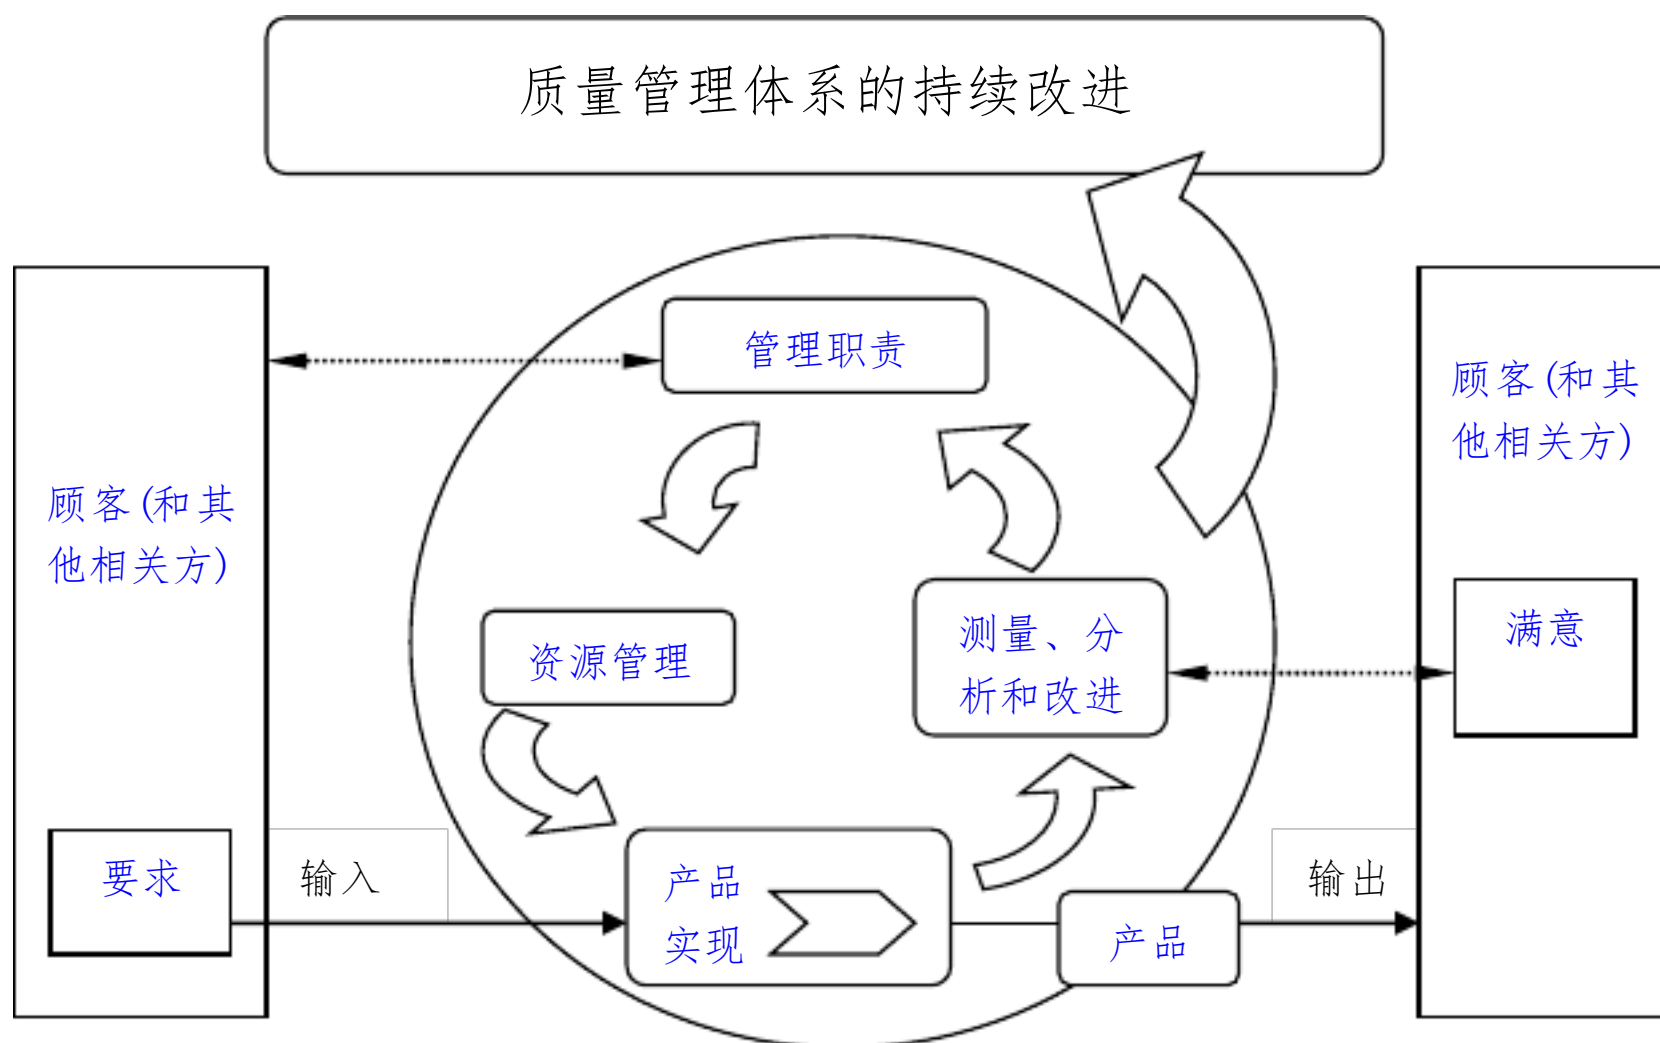 质量管理体系的持续改进
管理职责
顾客(和其
他相关方)
顾客(和其
他相关方)
资源管理
测量、分
析和改进
满意
要求
输入
产品
实现
产品
输出